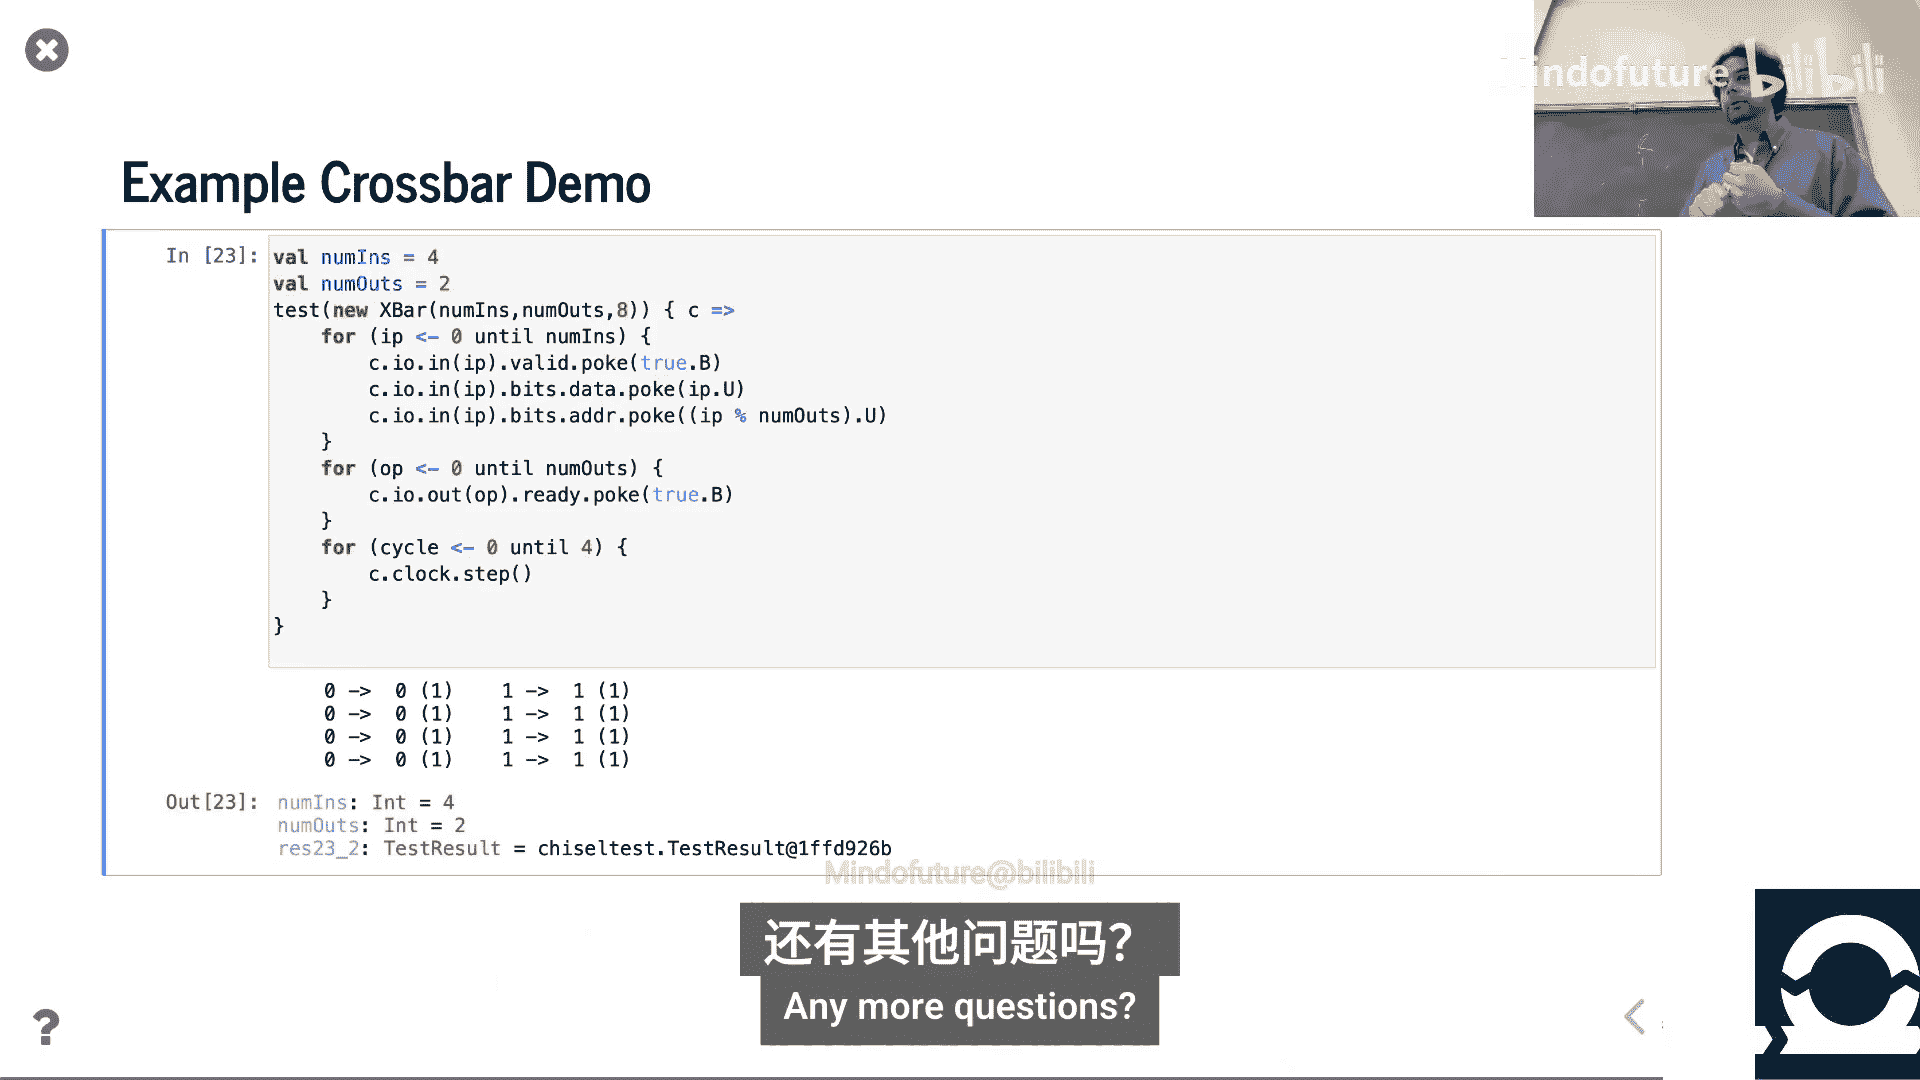 Mindofuture bilibili
Example Crossbar Demo
In [23]:
val numIns = 4
val numOuts = 2
test(new XBar(numIns,numOuts,8)) { c =>
    for (ip <- 0 until numIns) {
        c.io.in(ip).valid.poke(true.B)
        c.io.in(ip).bits.data.poke(ip.U)
        c.io.in(ip).bits.addr.poke((ip % numOuts).U)
    }
    for (op <- 0 until numOuts) {
        c.io.out(op).ready.poke(true.B)
    }
    for (cycle <- 0 until 4) {
        c.clock.step()
    }
}
0 -> 0 (1) 1 -> 1 (1)
0 -> 0 (1) 1 -> 1 (1)
0 -> 0 (1) 1 -> 1 (1)
0 -> 0 (1) 1 -> 1 (1)
Out[23]: numIns: Int = 4
numOuts: Int = 2
res23_2: TestResult = chiseltest.TestResult@1ffd926b
Mindofuture@bilibili
还有其他问题吗?
Any more questions?
?